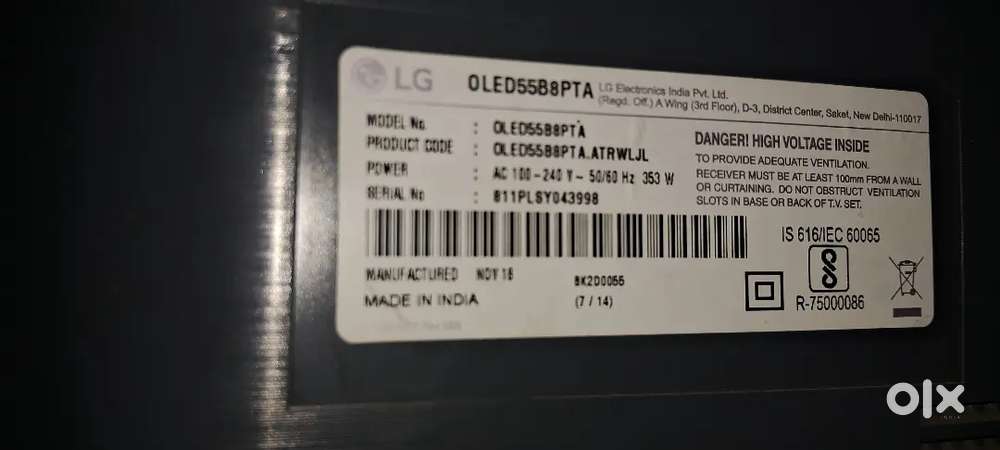 LG OLED55B8PTA LG Electronics India Pvt. Ltd.
(Regd. Off.) A Wing (3rd Floor), D-3, District Center, Saket, New Delhi-110017
MODEL No. : OLED55B8PTA
PRODUCT CODE : OLED55B8PTA.ATRWLJL
POWER : AC 100-240 V~ 50/60 Hz 353 W
SERIAL No : 811PLSY043998
DANGER! HIGH VOLTAGE INSIDE
TO PROVIDE ADEQUATE VENTILATION.
RECEIVER MUST BE AT LEAST 100mm FROM A WALL
OR CURTAINING. DO NOT OBSTRUCT VENTILATION
SLOTS IN BASE OR BACK OF T.V. SET.
IS 616/IEC 60065
R-75000086
MANUFACTURED NOV 18 BK2D0055
MADE IN INDIA (7 / 14)
olx
INDIA